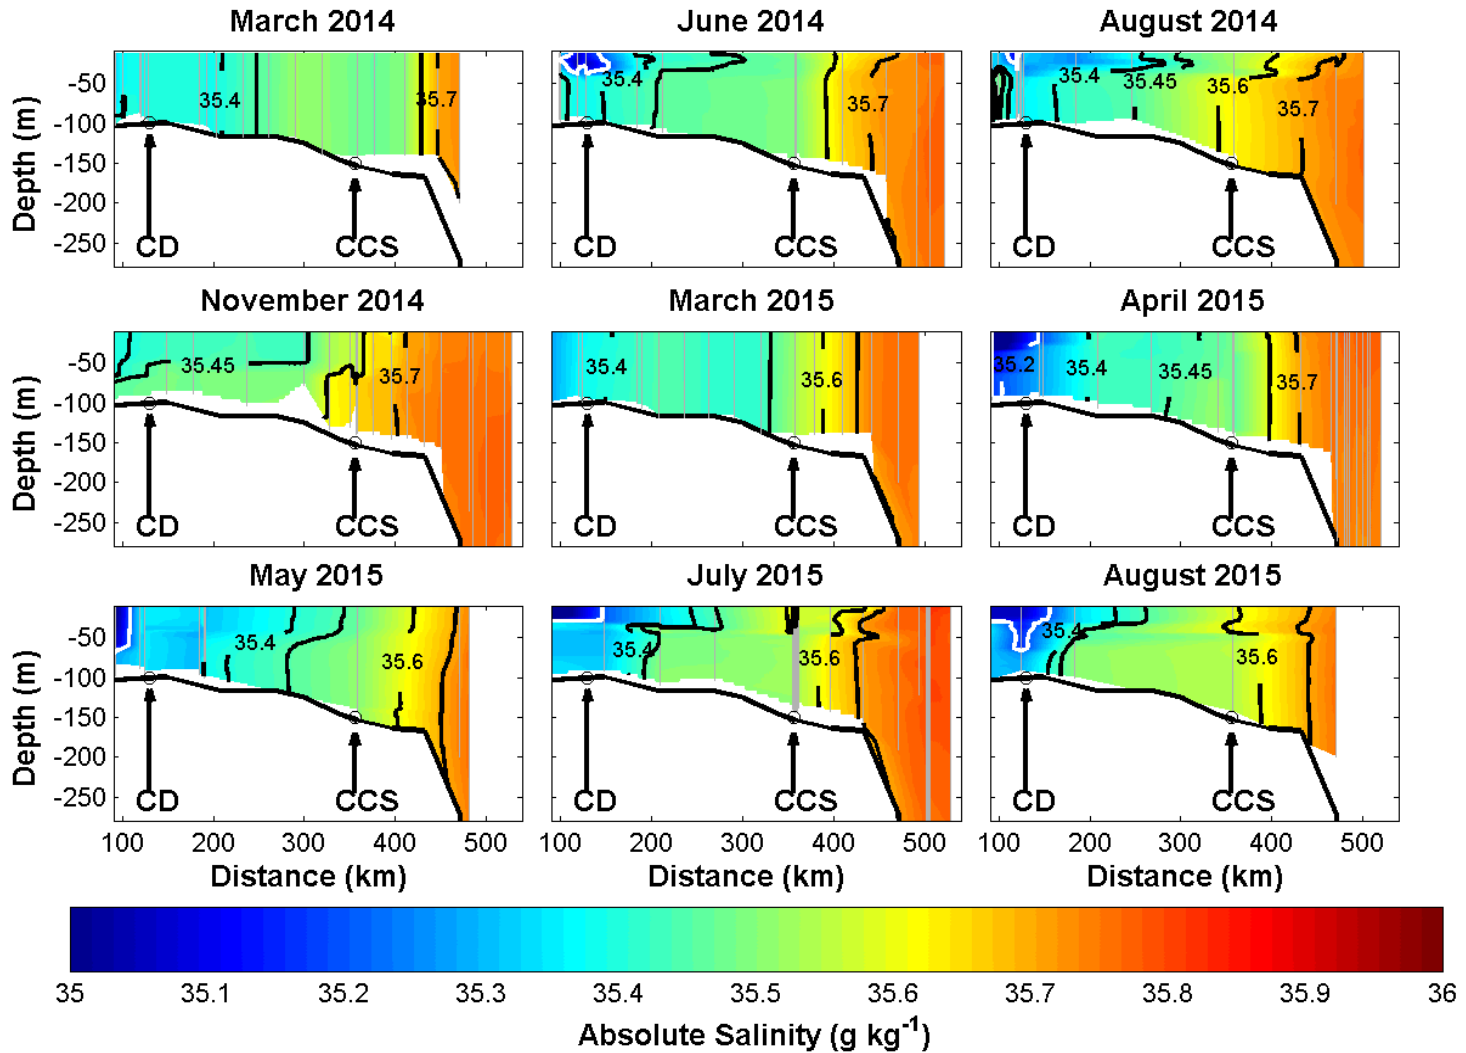 March 2014
June 2014
August 2014
Depth (m)
-50
-100
-150
-200
-250
35.4
35.7
CD
CCS
35.4
35.7
CD
CCS
35.4
35.45
35.6
35.7
CD
CCS
November 2014
March 2015
April 2015
Depth (m)
-50
-100
-150
-200
-250
35.45
35.7
CD
CCS
35.4
35.6
CD
CCS
35.2
35.4
35.45
35.7
CD
CCS
May 2015
July 2015
August 2015
Depth (m)
-50
-100
-150
-200
-250
35.4
35.6
CD
CCS
35.4
35.6
CD
CCS
35.4
35.6
CD
CCS
100 200 300 400 500
100 200 300 400 500
100 200 300 400 500
Distance (km)
Distance (km)
Distance (km)
35 35.1 35.2 35.3 35.4 35.5 35.6 35.7 35.8 35.9 36
Absolute Salinity (g kg⁻¹)